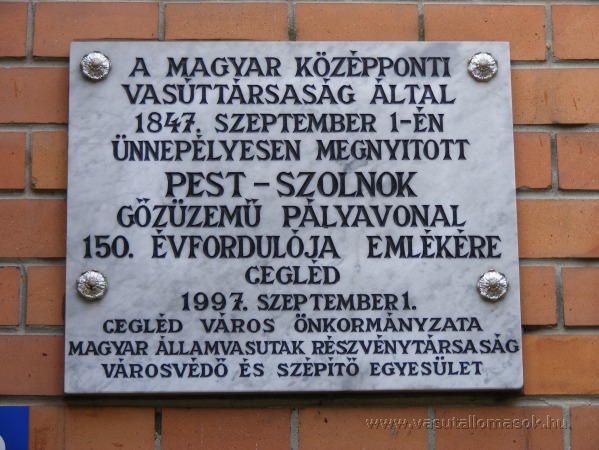 A MAGYAR KÖZÉPPONTI
VASÚTTÁRSASÁG ÁLTAL
1847. SZEPTEMBER 1-ÉN
ÜNNEPÉLYESEN MEGNYITOTT
PEST - SZOLNOK
GŐZÜZEMŰ PÁLYAVONAL
150. ÉVFORDULÓJA EMLÉKÉRE
CEGLÉD
1997. SZEPTEMBER 1.
CEGLÉD VÁROS ÖNKORMÁNYZATA
MAGYAR ÁLLAMVASUTAK RÉSZVÉNYTÁRSASÁG
VÁROSVÉDŐ ÉS SZÉPÍTŐ EGYESÜLET
www.vasutallomasok.hu